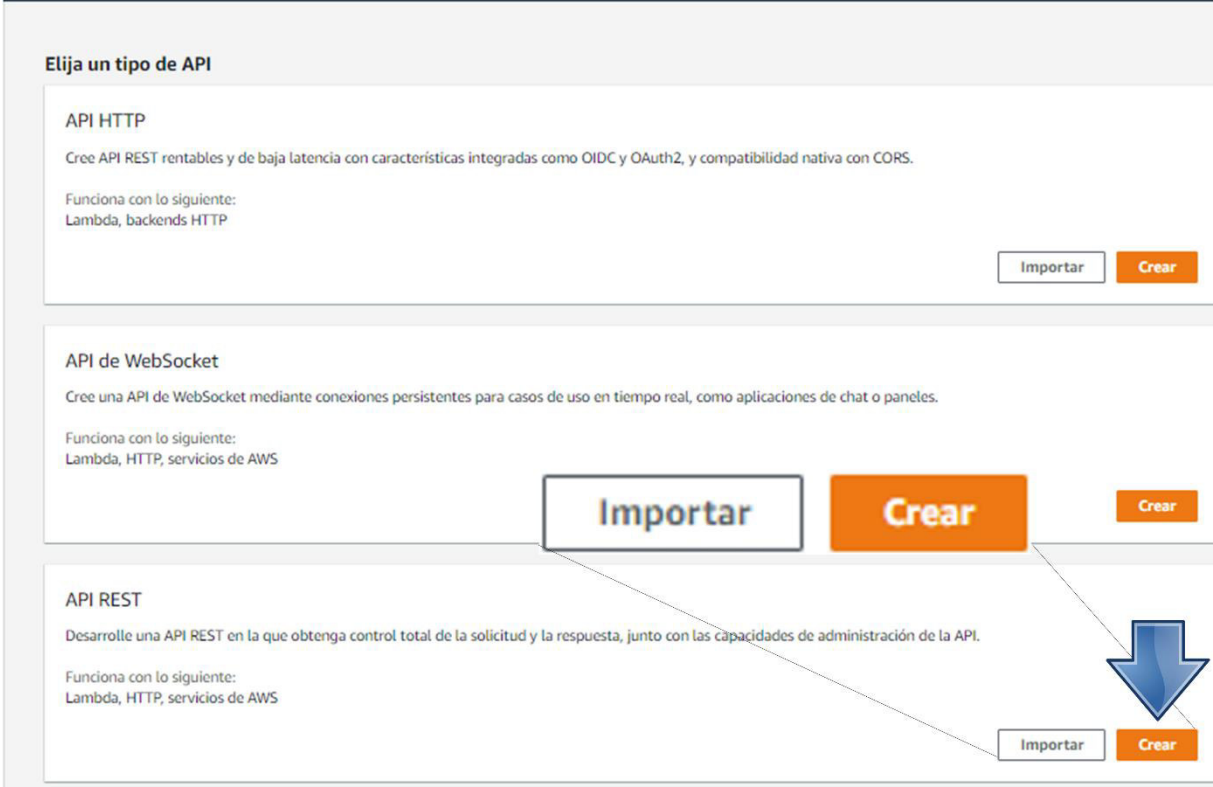 Elija un tipo de API
API HTTP
Cree API REST rentables y de baja latencia con características integradas como OIDC y OAuth2, y compatibilidad nativa con CORS.
Funciona con lo siguiente:
Lambda, backends HTTP
Importar
Crear
API de WebSocket
Cree una API de WebSocket mediante conexiones persistentes para casos de uso en tiempo real, como aplicaciones de chat o paneles.
Funciona con lo siguiente:
Lambda, HTTP, servicios de AWS
Importar
Crear
Crear
API REST
Desarrolle una API REST en la que obtenga control total de la solicitud y la respuesta, junto con las capacidades de administración de la API.
Funciona con lo siguiente:
Lambda, HTTP, servicios de AWS
Importar
Crear